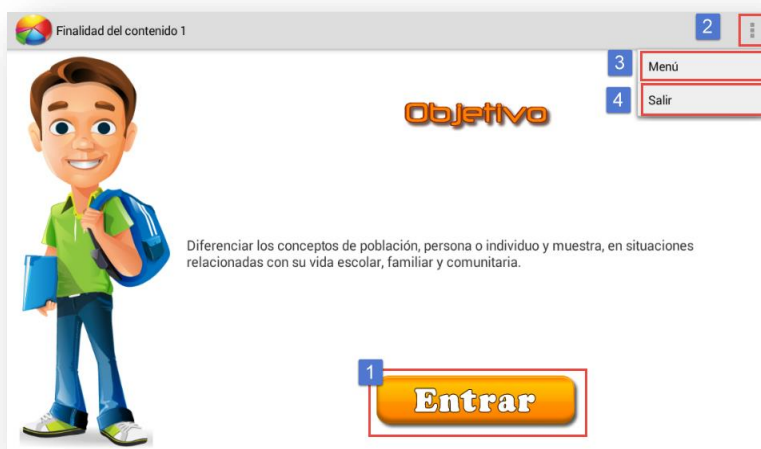 Finalidad del contenido 1
2
3
Menú
4
Salir
Objetivo
Diferenciar los conceptos de población, persona o individuo y muestra, en situaciones
relacionadas con su vida escolar, familiar y comunitaria.
1
Entrar